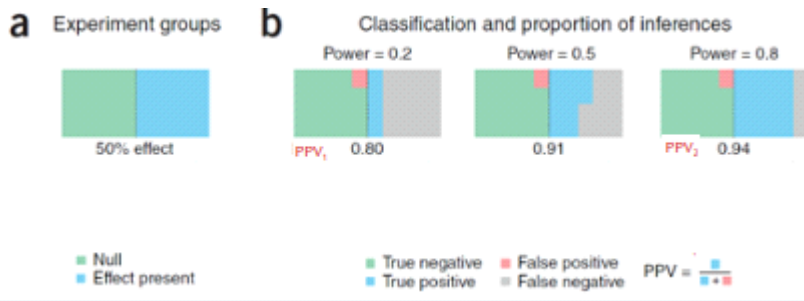 a Experiment groups
b Classification and proportion of inferences
Power = 0.2
Power = 0.5
Power = 0.8
50% effect
PPV₁ 0.80
0.91
PPV₂ 0.94
Null
Effect present
True negative
True positive
False positive
False negative
PPV = +